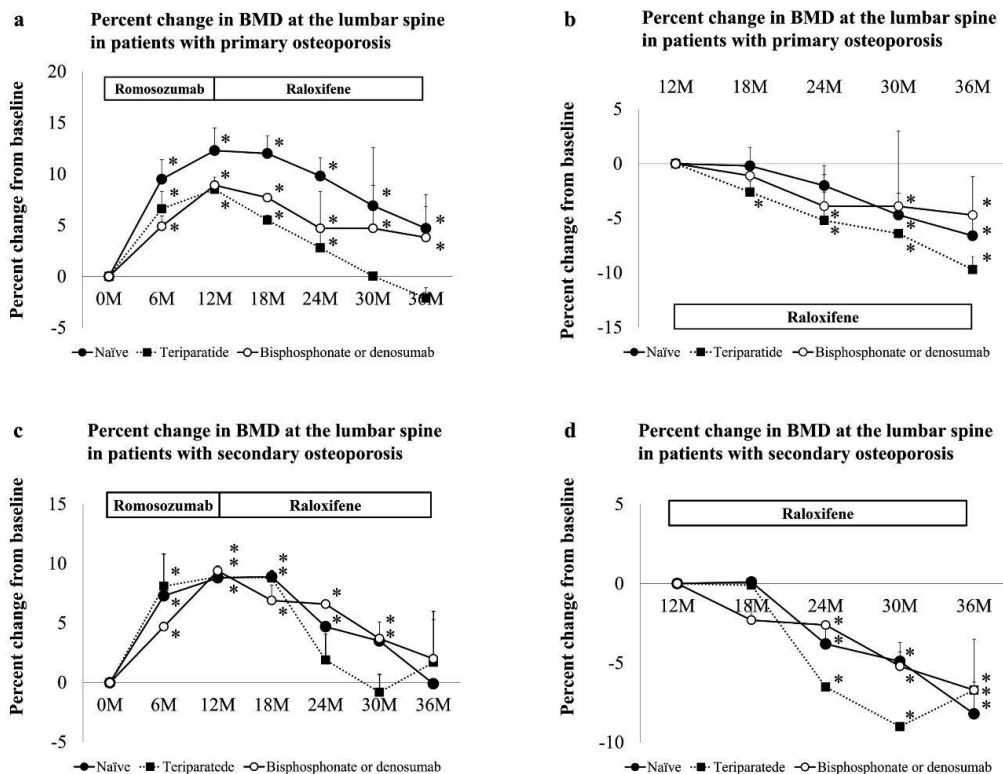 a
Percent change in BMD at the lumbar spine
in patients with primary osteoporosis
Percent change from baseline
20
15
10
5
0
-5
Romosozumab
Raloxifene
* * * * * *
* * *
* * * * * *
0M 6M 12M 18M 24M 30M 36M
Naïve Teriparatide Bisphosphonate or denosumab
b
Percent change in BMD at the lumbar spine
in patients with primary osteoporosis
Percent change from baseline
12M 18M 24M 30M 36M
5
0
-5
-10
-15
* * * *
* * * * *
Raloxifene
Naïve Teriparatide Bisphosphonate or denosumab
c
Percent change in BMD at the lumbar spine
in patients with secondary osteoporosis
Percent change from baseline
15
10
5
0
-5
Romosozumab
Raloxifene
* * * * * *
* * * * * *
* *
0M 6M 12M 18M 24M 30M 36M
Naïve Teriparatede Bisphosphonate or denosumab
d
Percent change in BMD at the lumbar spine
in patients with secondary osteoporosis
Percent change from baseline
5
0
-5
-10
Raloxifene
12M 18M 24M 30M 36M
* * *
* * *
* * *
Naïve Teriparatide Bisphosphonate or denosumab